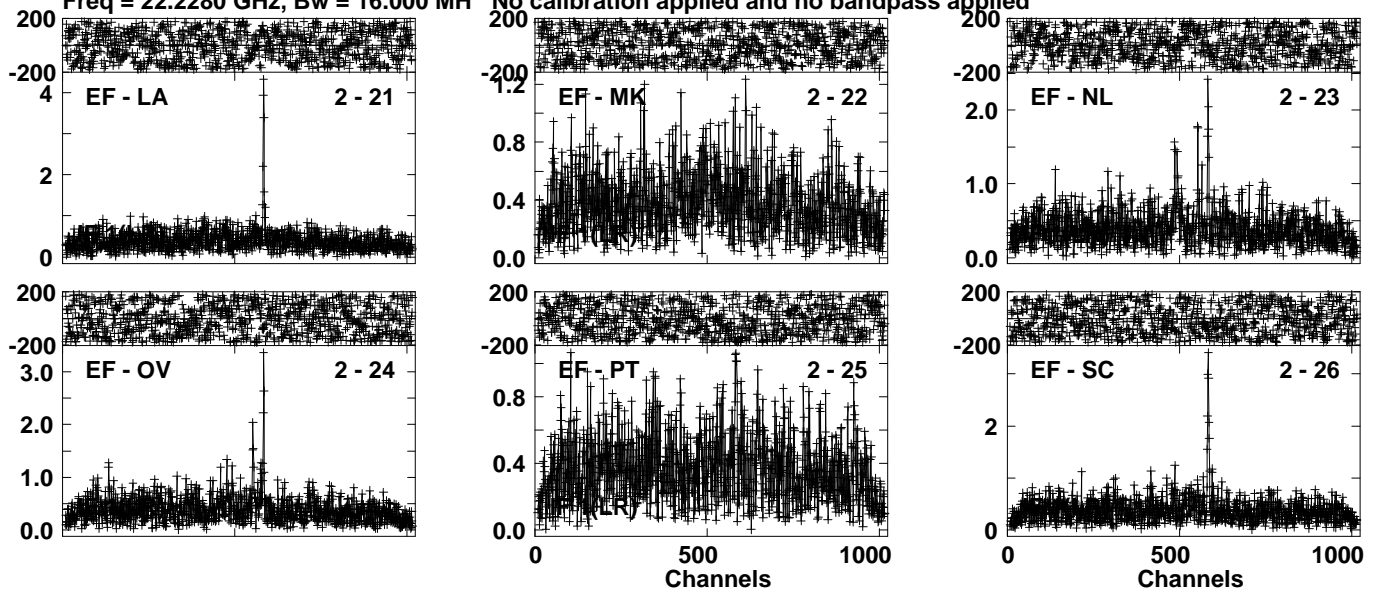 Freq = 22.2280 GHz, Bw = 16.000 MH No calibration applied and no bandpass applied
200
-200
EF - LA 2 - 21
4
2
0
200
-200
1.2
EF - MK 2 - 22
0.8
0.4
0.0
500
200
-200
EF - NL 2 - 23
2.0
1.0
0.0
500
1000
200
-200
EF - OV 2 - 24
3.0
2.0
1.0
0.0
200
-200
EF - PT 2 - 25
0.8
0.4
(LR)
0.0
0 500 1000
Channels
200
-200
EF - SC 2 - 26
2
0
0 500 1000
Channels